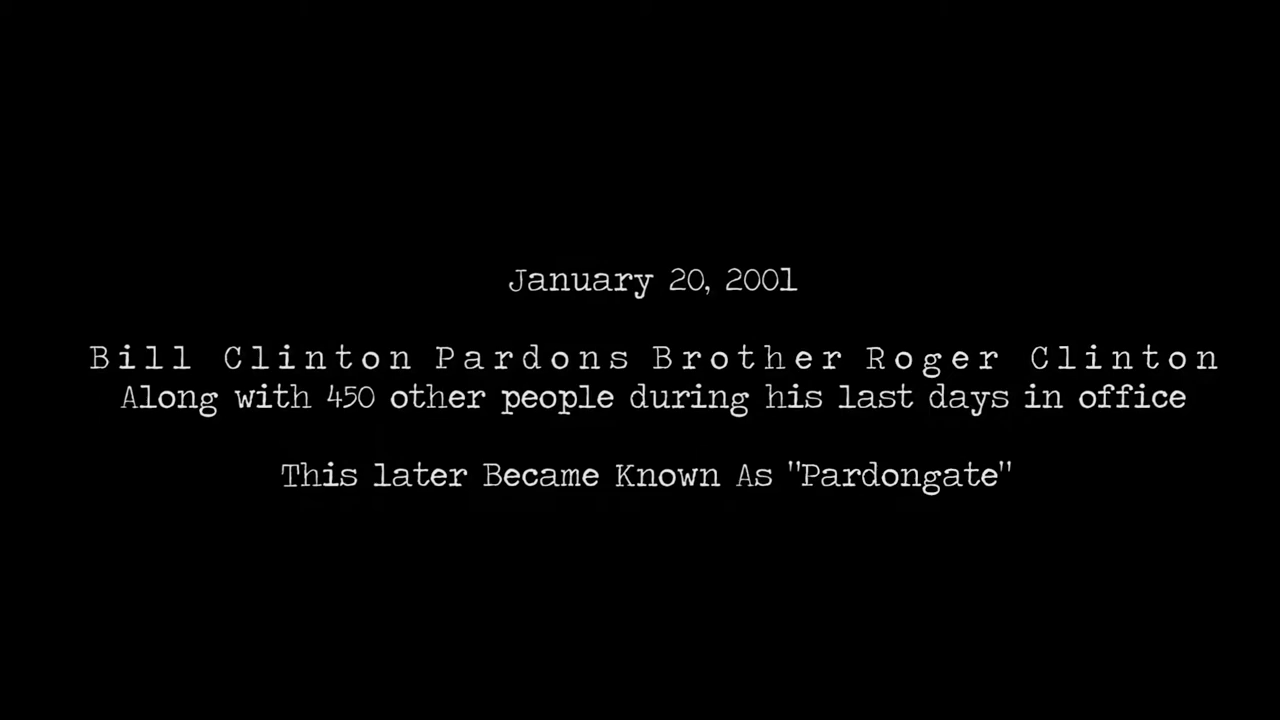 January 20, 2001
Bill Clinton Pardons Brother Roger Clinton
Along with 450 other people during his last days in office
This later Became Known As "Pardongate"